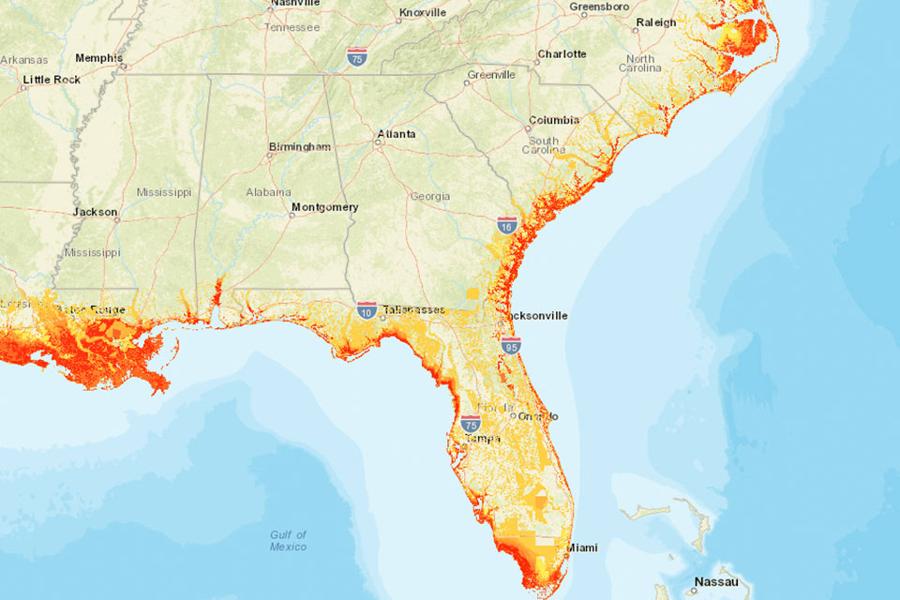 Nashville
Knoxville
Greensboro
Raleigh
Tennessee
Arkansas
Memphis
75
Charlotte
North
Carolina
Little Rock
Greenville
Columbia
Atlanta
South
Carolina
Birmingham
Mississippi
Alabama
Georgia
Montgomery
Jackson
16
Mississippi
Baton Rouge
10
Tallahassee
Jacksonville
95
Florida
Orlando
75
Tampa
Gulf of
Mexico
Miami
Nassau